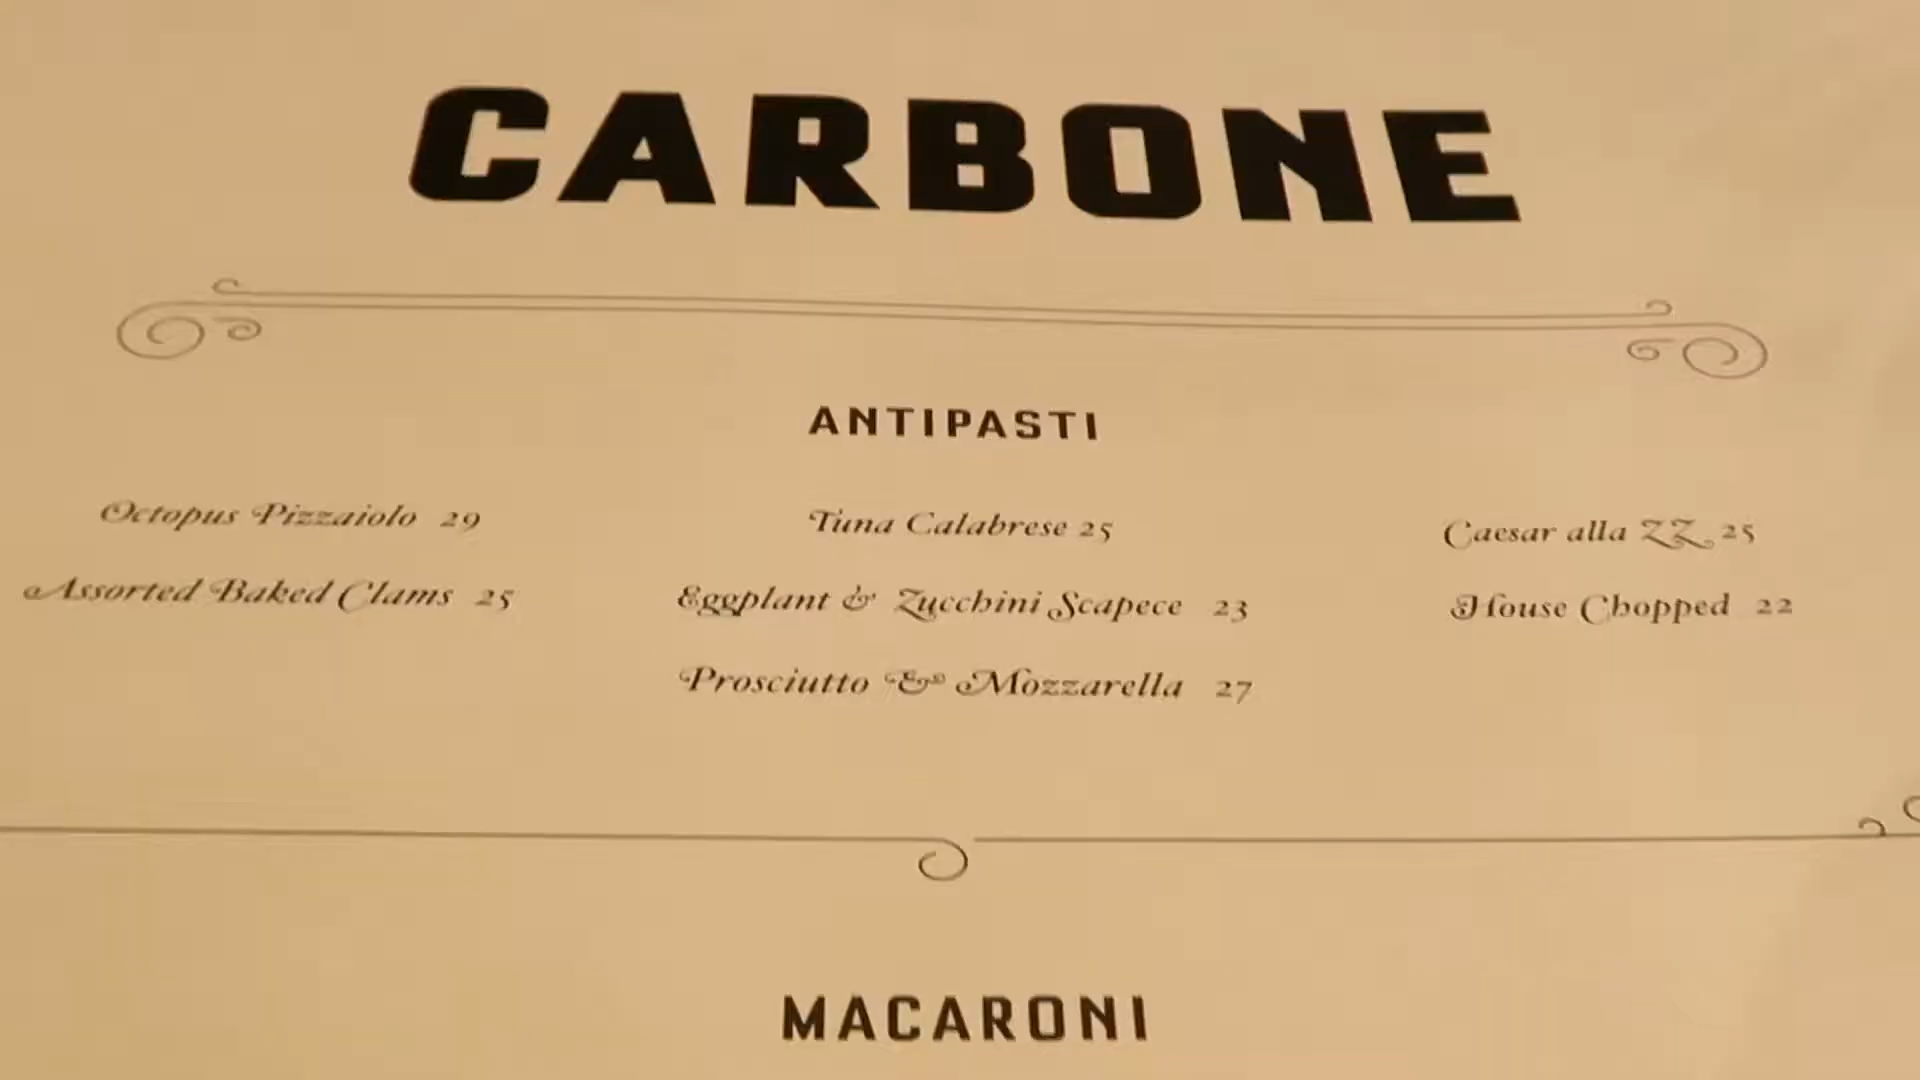 CARBONE
ANTIPASTI
Octopus Pizzaiolo 29
Assorted Baked Clams 25
Tuna Calabrese 25
Eggplant & Zucchini Scapece 23
Prosciutto & Mozzarella 27
Caesar alla ZZ 25
House Chopped 22
MACARONI